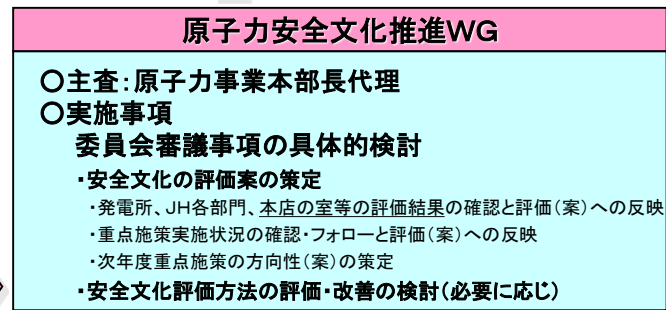 原子力安全文化推進WG
○主査：原子力事業本部長代理
○実施事項
委員会審議事項の具体的検討
・安全文化の評価案の策定
・発電所、JH各部門、本店の室等の評価結果の確認と評価（案）への反映
・重点施策実施状況の確認・フォローと評価（案）への反映
・次年度重点施策の方向性（案）の策定
・安全文化評価方法の評価・改善の検討（必要に応じ）